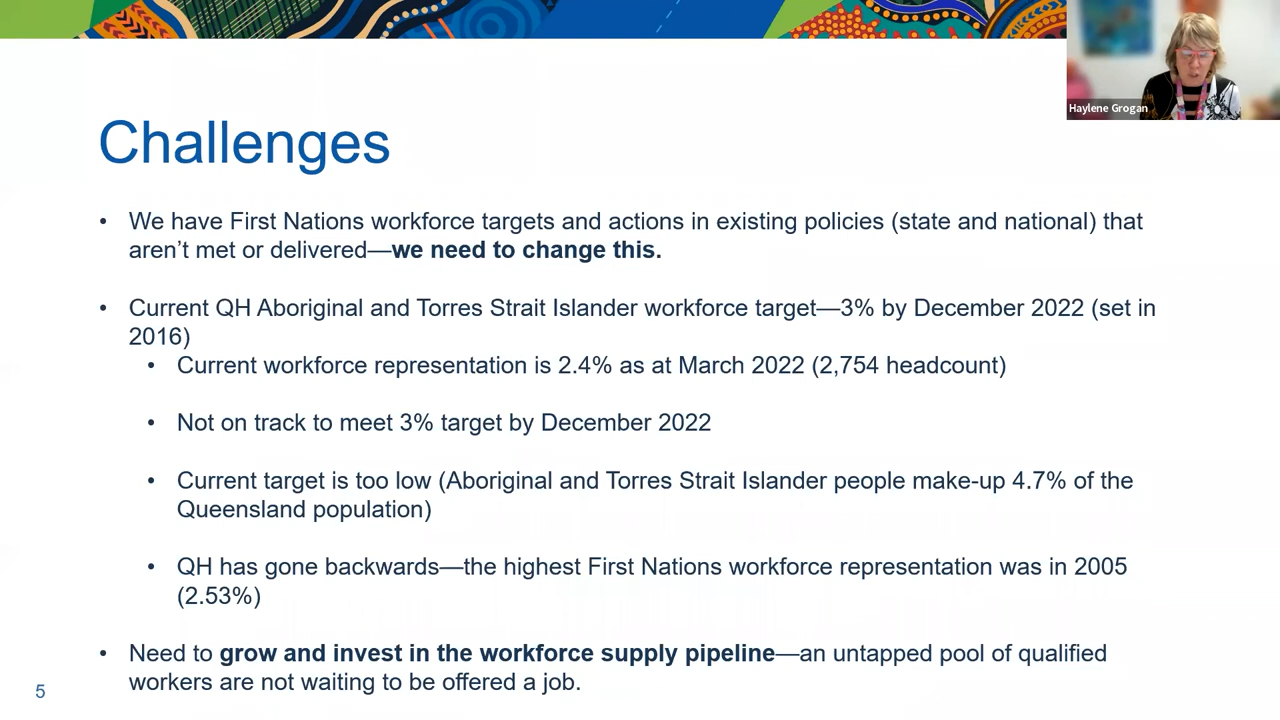 Haylene Grogan
Challenges
• We have First Nations workforce targets and actions in existing policies (state and national) that
aren’t met or delivered—we need to change this.
• Current QH Aboriginal and Torres Strait Islander workforce target—3% by December 2022 (set in
2016)
• Current workforce representation is 2.4% as at March 2022 (2,754 headcount)
• Not on track to meet 3% target by December 2022
• Current target is too low (Aboriginal and Torres Strait Islander people make-up 4.7% of the
Queensland population)
• QH has gone backwards—the highest First Nations workforce representation was in 2005
(2.53%)
• Need to grow and invest in the workforce supply pipeline—an untapped pool of qualified
workers are not waiting to be offered a job.
5